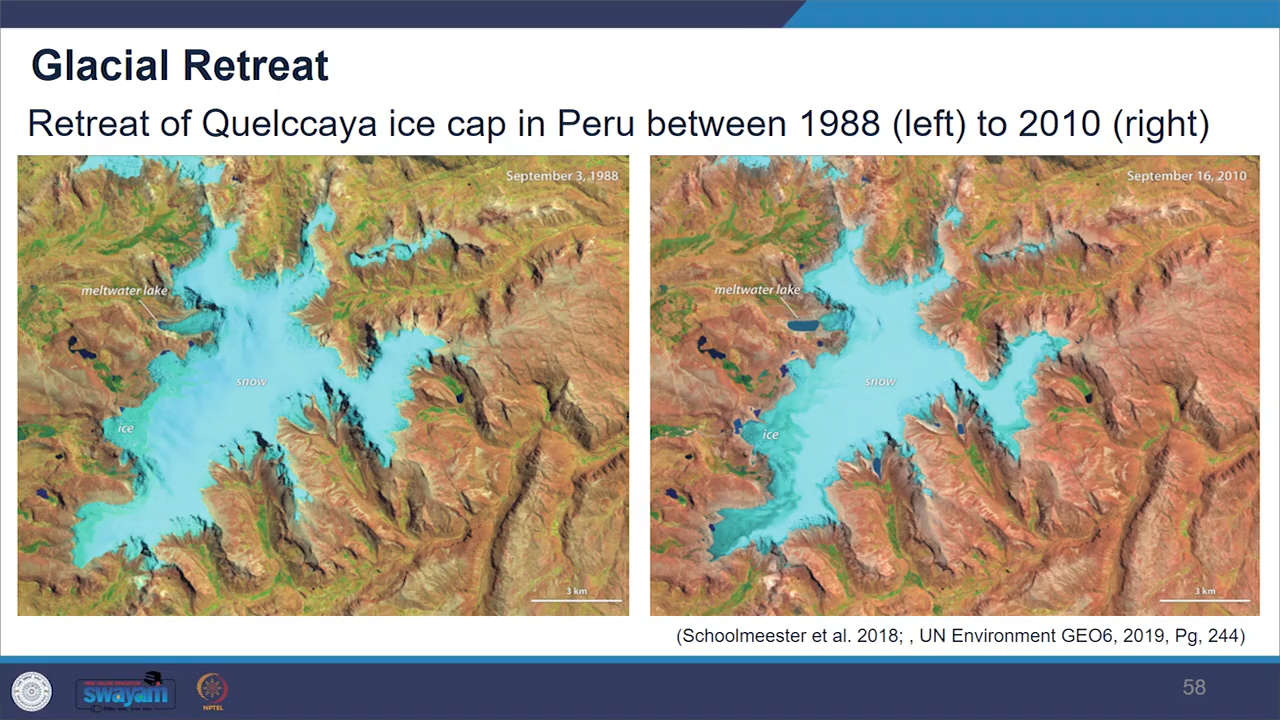 Glacial Retreat
Retreat of Quelccaya ice cap in Peru between 1988 (left) to 2010 (right)
September 3, 1988
meltwater lake
snow
ice
3 km
September 16, 2010
meltwater lake
snow
ice
3 km
(Schoolmeester et al. 2018; , UN Environment GEO6, 2019, Pg, 244)
swayam
NPTEL
58